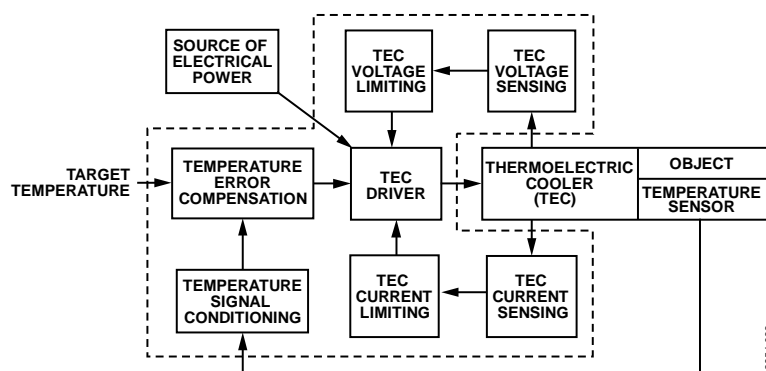 SOURCE OF
ELECTRICAL
POWER
TEC
VOLTAGE
LIMITING
TEC
VOLTAGE
SENSING
TARGET
TEMPERATURE
TEMPERATURE
ERROR
COMPENSATION
TEC
DRIVER
THERMOELECTRIC
COOLER
(TEC)
OBJECT
TEMPERATURE
SENSOR
TEMPERATURE
SIGNAL
CONDITIONING
TEC
CURRENT
LIMITING
TEC
CURRENT
SENSING